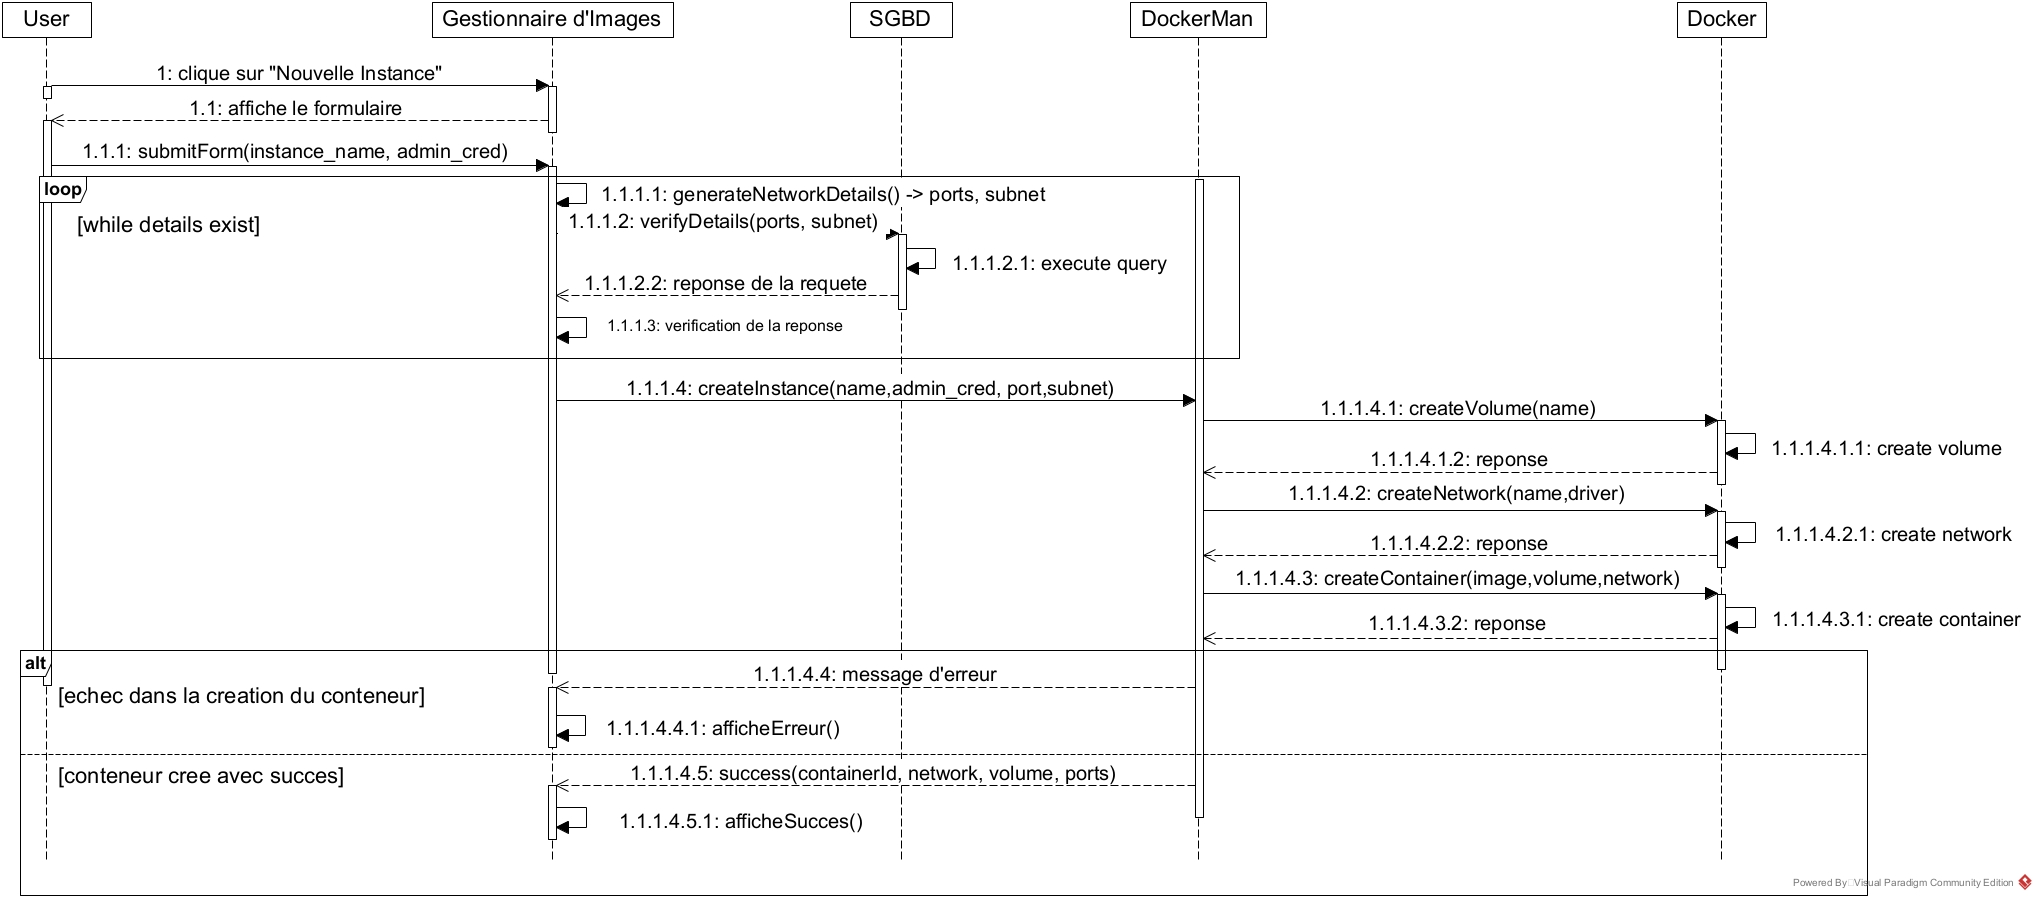 User
Gestionnaire d'Images
SGBD
DockerMan
Docker
1: clique sur "Nouvelle Instance"
1.1: affiche le formulaire
1.1.1: submitForm(instance_name, admin_cred)
loop
[while details exist]
1.1.1.1: generateNetworkDetails() -> ports, subnet
1.1.1.2: verifyDetails(ports, subnet)
1.1.1.2.1: execute query
1.1.1.2.2: reponse de la requete
1.1.1.3: verification de la reponse
1.1.1.4: createInstance(name,admin_cred, port,subnet)
1.1.1.4.1: createVolume(name)
1.1.1.4.1.1: create volume
1.1.1.4.1.2: reponse
1.1.1.4.2: createNetwork(name,driver)
1.1.1.4.2.1: create network
1.1.1.4.2.2: reponse
1.1.1.4.3: createContainer(image,volume,network)
1.1.1.4.3.1: create container
1.1.1.4.3.2: reponse
alt
[echec dans la creation du conteneur]
1.1.1.4.4: message d'erreur
1.1.1.4.4.1: afficheErreur()
[conteneur cree avec succes]
1.1.1.4.5: success(containerId, network, volume, ports)
1.1.1.4.5.1: afficheSucces()
Powered By Visual Paradigm Community Edition